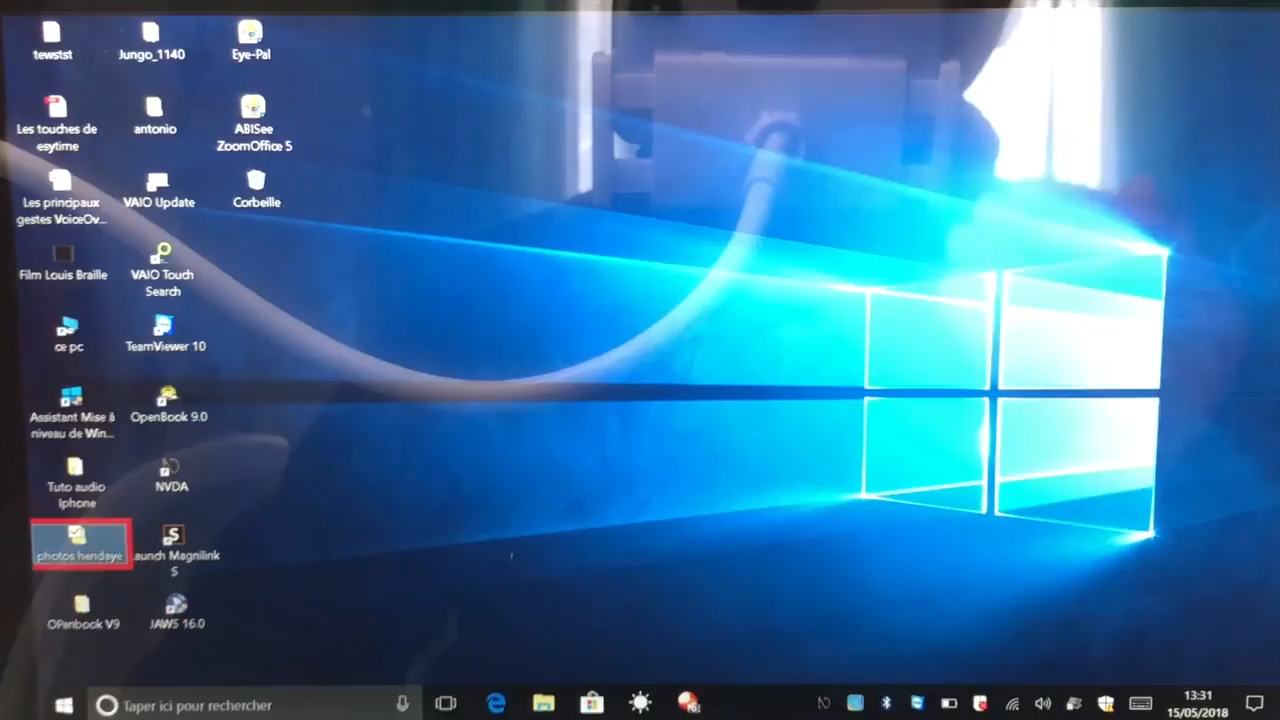 tewstst
Jungo_1140
Eye-Pal
Les touches de
esytime
antonio
ABISee
ZoomOffice 5
Les principaux
gestes VoiceOv...
VAIO Update
Corbeille
Film Louis Braille
VAIO Touch
Search
ce pc
TeamViewer 10
Assistant Mise à
niveau de Win...
OpenBook 9.0
Tuto audio
Iphone
NVDA
photos hendaye
Launch Magnilink
S
OPenbook V9
JAWS 16.0
Taper ici pour rechercher
13:31
15/05/2018